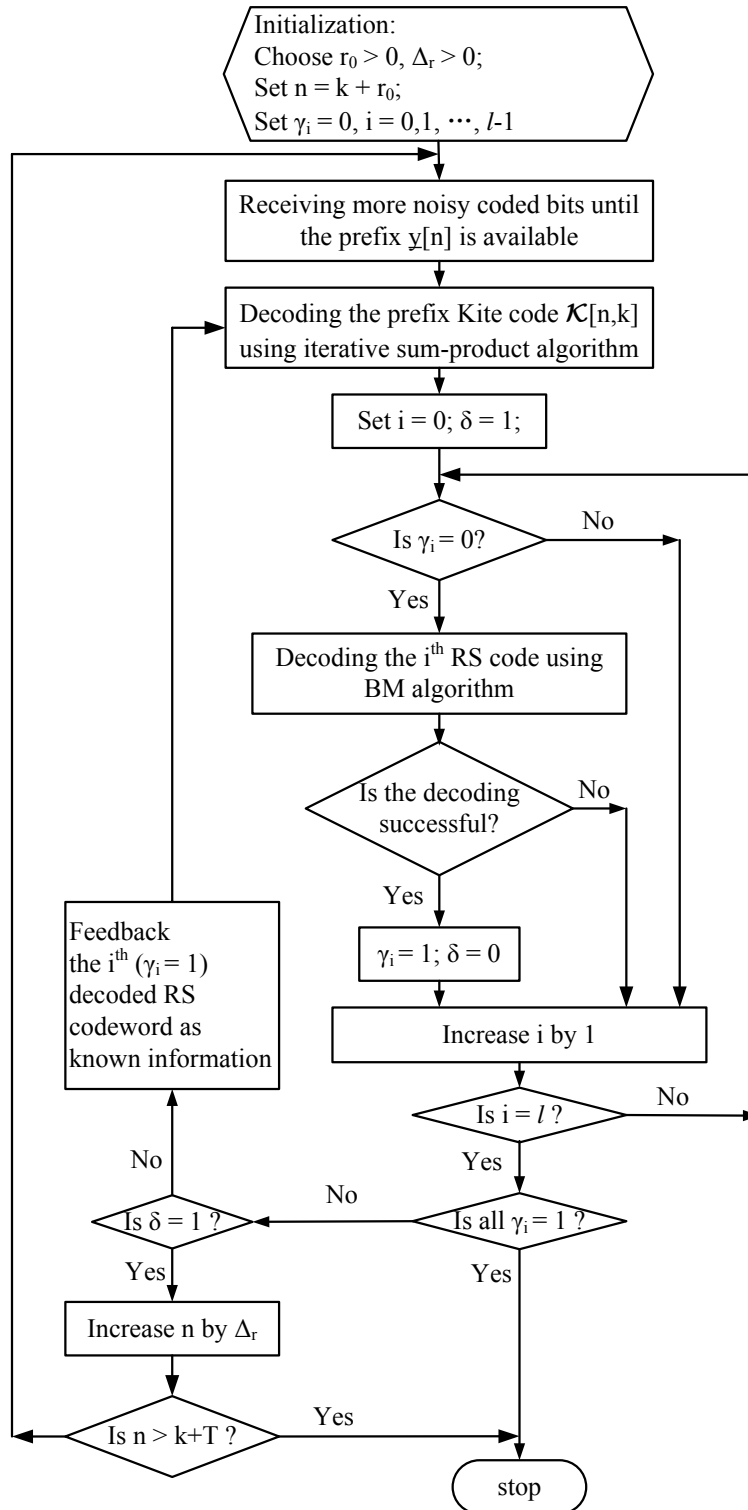 Initialization:
Choose r₀ > 0, Δᵣ > 0;
Set n = k + r₀;
Set γᵢ = 0, i = 0,1, ⋯, l-1
Receiving more noisy coded bits until
the prefix y̲[n] is available
Decoding the prefix Kite code 𝓚[n,k]
using iterative sum-product algorithm
Set i = 0; δ = 1;
Is γᵢ = 0?
No
Yes
Decoding the iᵗʰ RS code using
BM algorithm
Is the decoding
successful?
No
Yes
γᵢ = 1; δ = 0
Feedback
the iᵗʰ (γᵢ = 1)
decoded RS
codeword as
known information
Increase i by 1
Is i = l ?
No
Yes
Is all γᵢ = 1 ?
No
Yes
Is δ = 1 ?
No
Yes
Increase n by Δᵣ
Is n > k+T ?
Yes
stop